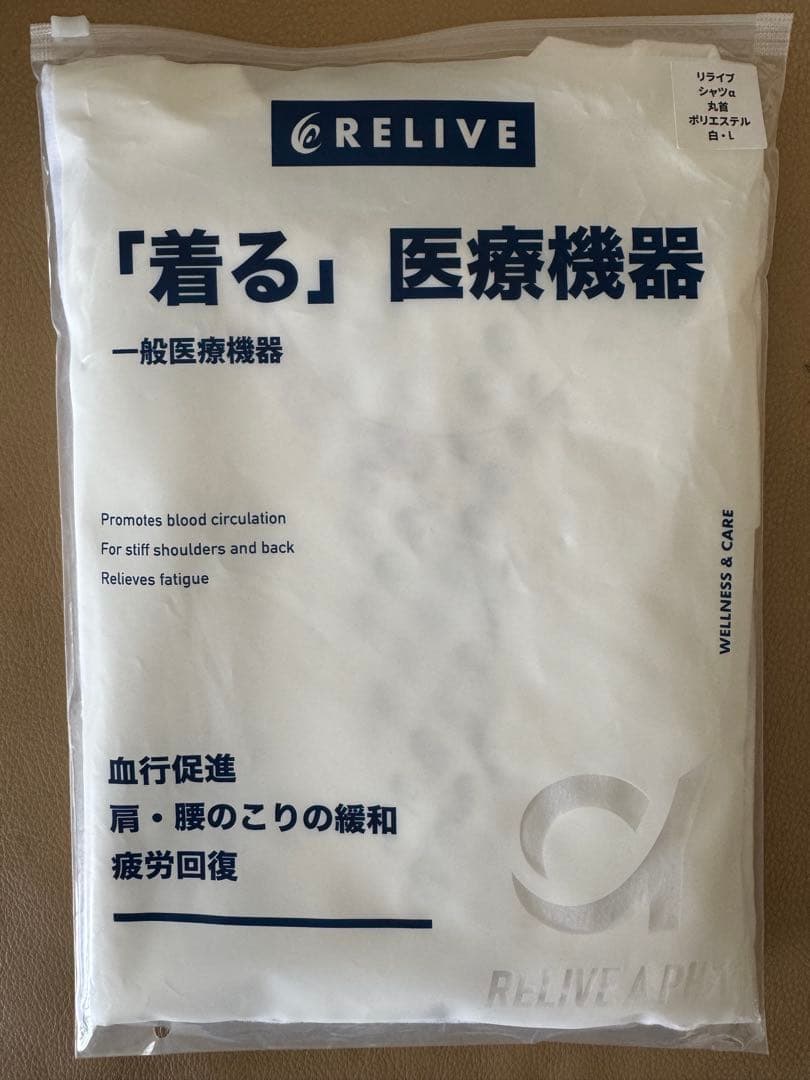 RELIVE
リライブ
シャツα
丸首
ポリエステル
白・L
「着る」医療機器
一般医療機器
Promotes blood circulation
For stiff shoulders and back
Relieves fatigue
WELLNESS & CARE
血行促進
肩・腰のこりの緩和
疲労回復
α
RELIVE